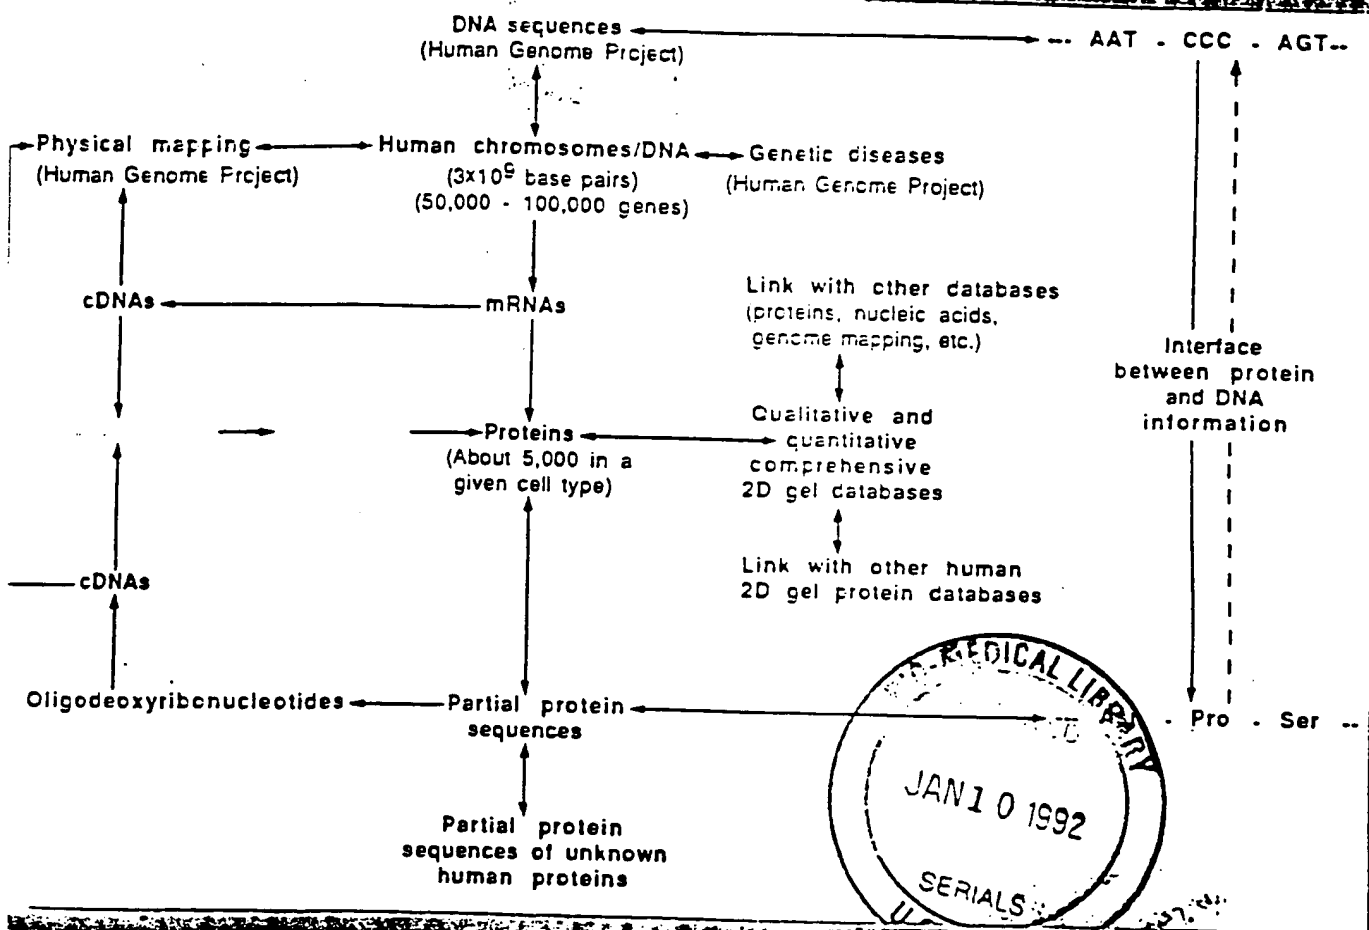 DNA sequences
(Human Genome Project)
--- AAT - CCC - AGT--
Physical mapping
(Human Genome Project)
Human chromosomes/DNA
(3x10^9 base pairs)
(50,000 - 100,000 genes)
Genetic diseases
(Human Genome Project)
cDNAs
mRNAs
Link with other databases
(proteins, nucleic acids,
genome mapping, etc.)
Interface
between protein
and DNA
information
Proteins
(About 5,000 in a
given cell type)
Qualitative and
quantitative
comprehensive
2D gel databases
cDNAs
Link with other human
2D gel protein databases
Oligodeoxyribonucleotides
Partial protein
sequences
- Pro - Ser --
Partial protein
sequences of unknown
human proteins
MEDICAL LIBRARY
JAN 10 1992
SERIALS